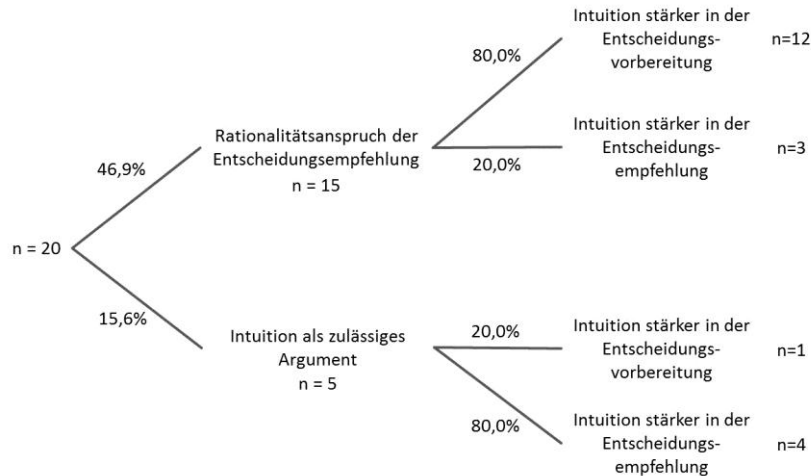 n = 20
46,9%
Rationalitätsanspruch der
Entscheidungsempfehlung
n = 15
80,0%
Intuition stärker in der
Entscheidungs-
vorbereitung
n=12
20,0%
Intuition stärker in der
Entscheidungs-
empfehlung
n=3
15,6%
Intuition als zulässiges
Argument
n = 5
20,0%
Intuition stärker in der
Entscheidungs-
vorbereitung
n=1
80,0%
Intuition stärker in der
Entscheidungs-
empfehlung
n=4